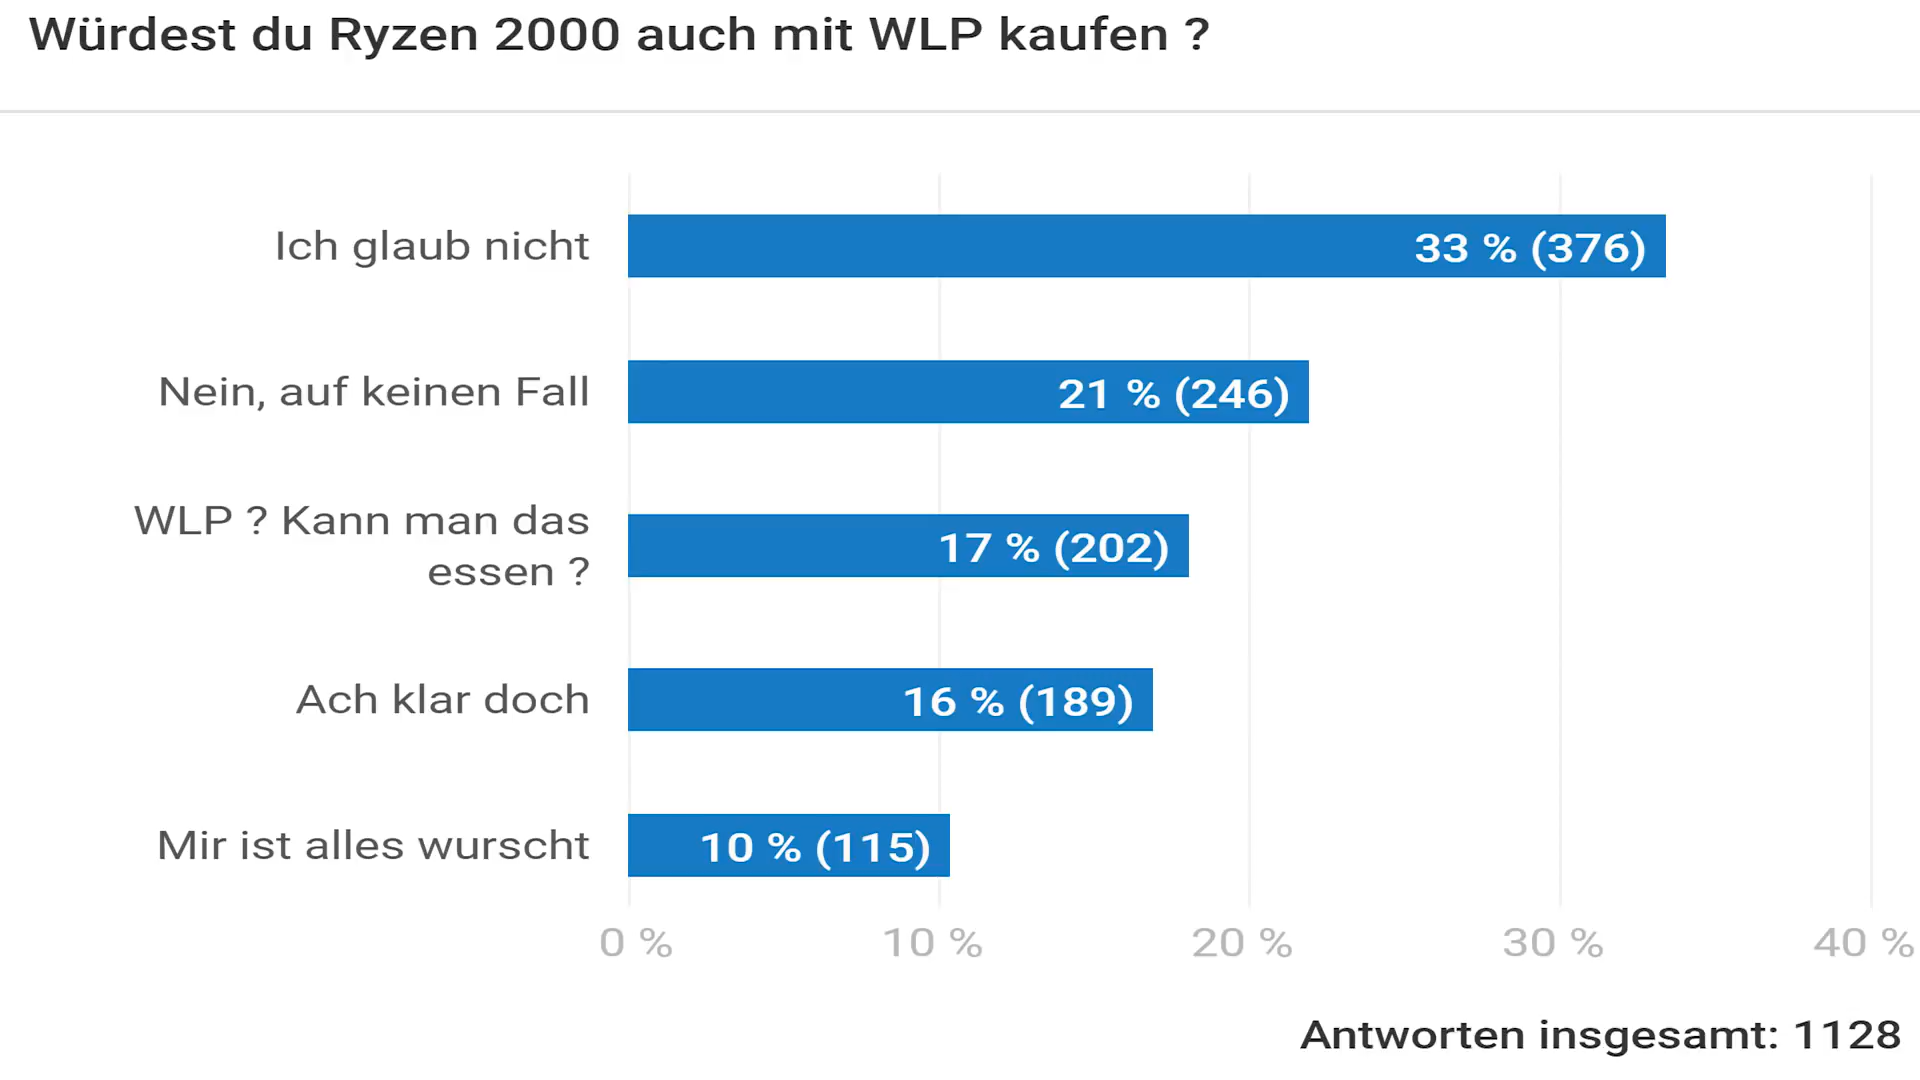 Würdest du Ryzen 2000 auch mit WLP kaufen ?
Ich glaub nicht
33 % (376)
Nein, auf keinen Fall
21 % (246)
WLP ? Kann man das
essen ?
17 % (202)
Ach klar doch
16 % (189)
Mir ist alles wurscht
10 % (115)
0 % 10 % 20 % 30 % 40 %
Antworten insgesamt: 1128